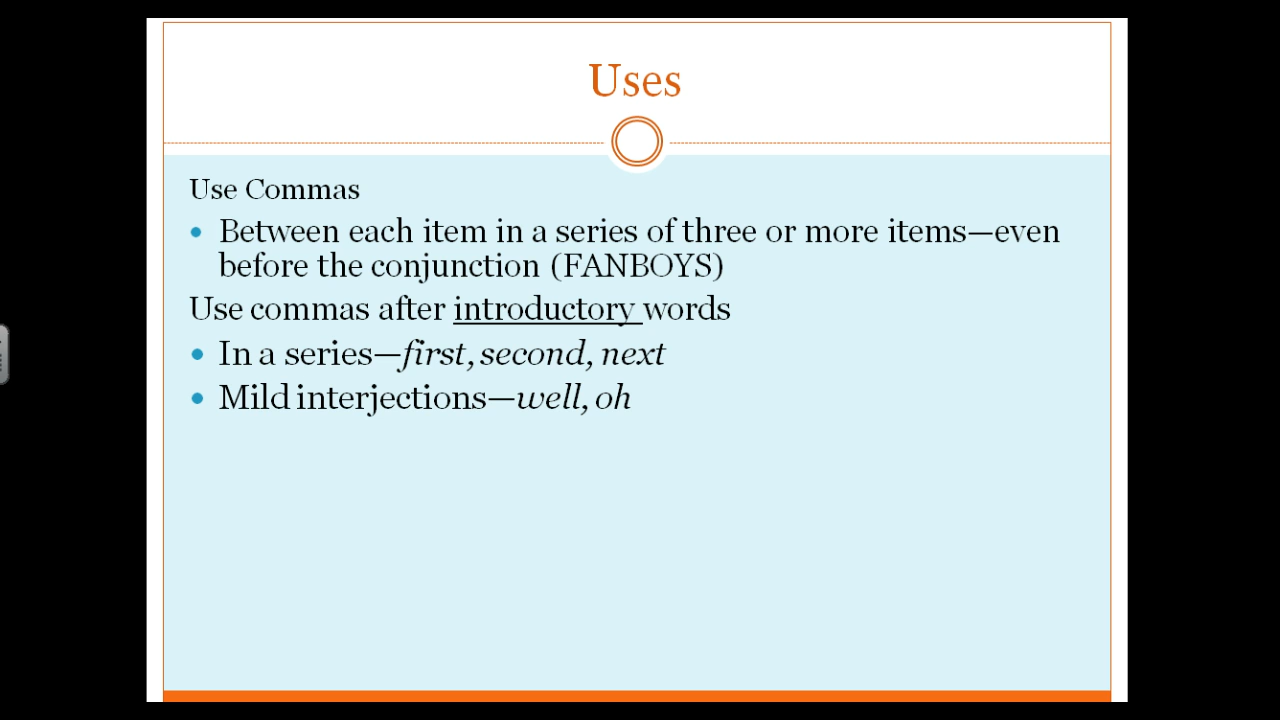 Uses
Use Commas
• Between each item in a series of three or more items—even
before the conjunction (FANBOYS)
Use commas after introductory words
• In a series—first, second, next
• Mild interjections—well, oh